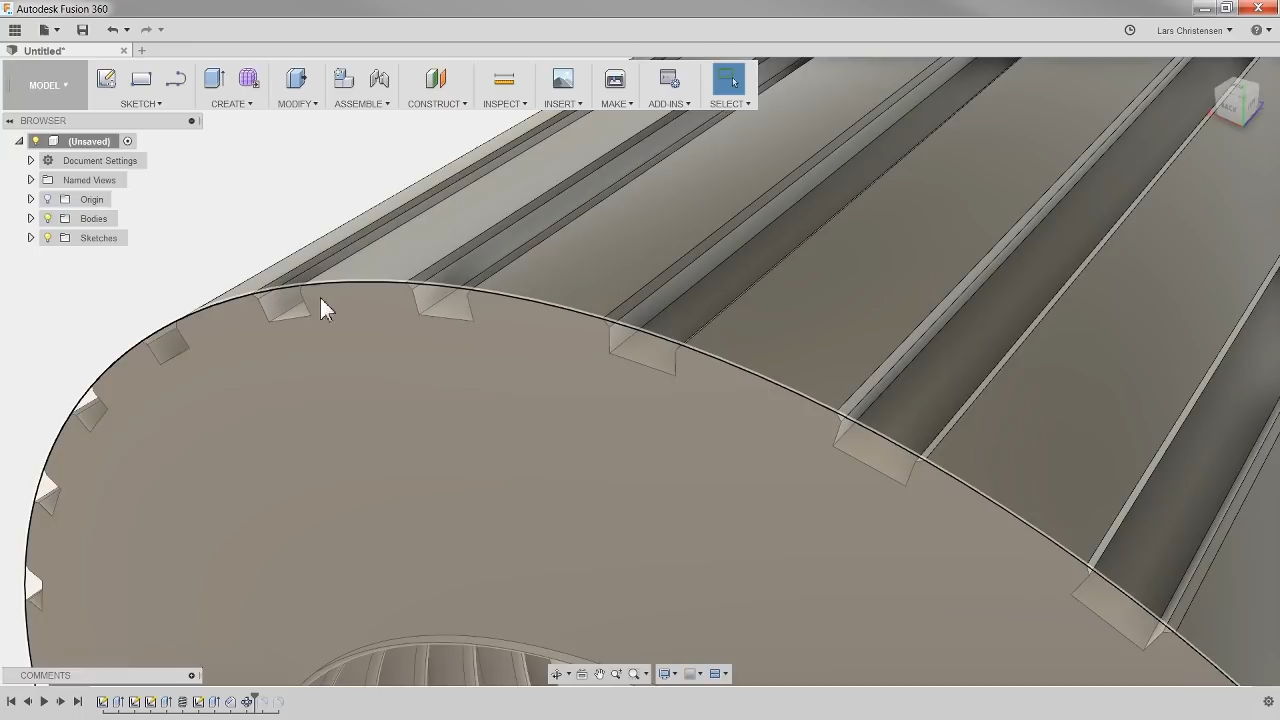 Autodesk Fusion 360
Lars Christensen
Untitled*
MODEL
SKETCH
CREATE
MODIFY
ASSEMBLE
CONSTRUCT
INSPECT
INSERT
MAKE
ADD-INS
SELECT
BROWSER
(Unsaved)
Document Settings
Named Views
Origin
Bodies
Sketches
BACK
COMMENTS